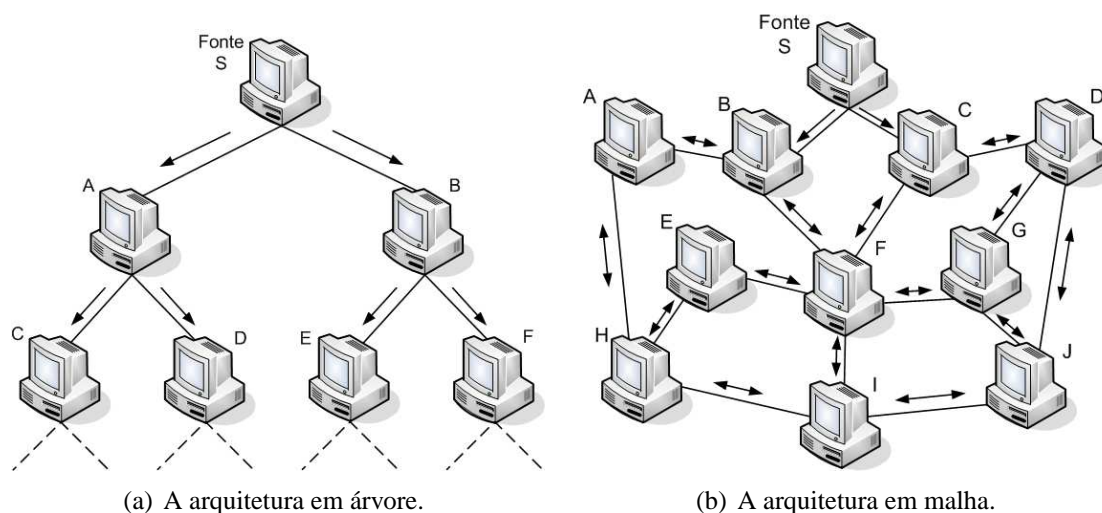 Fonte
S
A
B
C
D
E
F
(a) A arquitetura em árvore.
Fonte
S
A
B
C
D
E
F
G
H
I
J
(b) A arquitetura em malha.